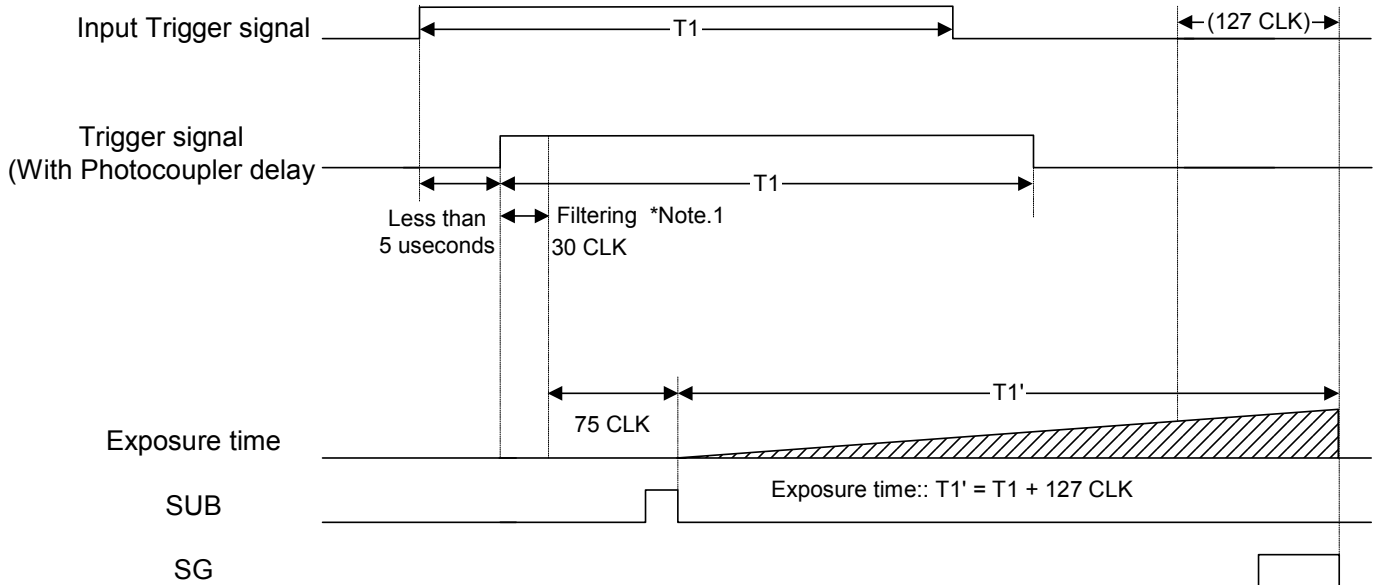 Input Trigger signal
T1
(127 CLK)
Trigger signal
(With Photocoupler delay
T1
Less than
5 useconds
Filtering *Note.1
30 CLK
T1'
75 CLK
Exposure time
Exposure time:: T1' = T1 + 127 CLK
SUB
SG